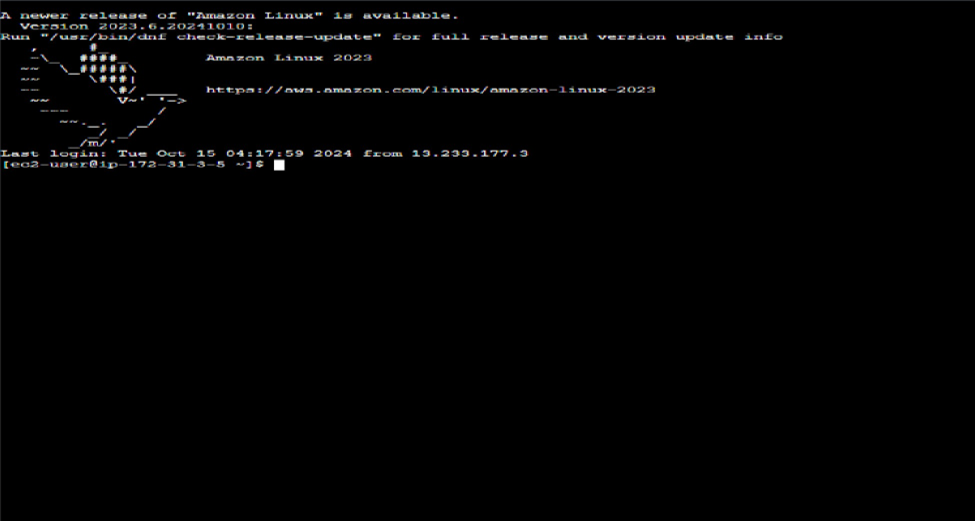 A newer release of "Amazon Linux" is available.
  Version 2023.6.20241010:
Run "/usr/bin/dnf check-release-update" for full release and version update info
   ,     #_
   ~\_  ####_        Amazon Linux 2023
  ~~  \_#####\
  ~~     \###|
  ~~       \#/ ___   https://aws.amazon.com/linux/amazon-linux-2023
   ~~       V~' '->
    ~~~         /
      ~~._.   _/
         _/ _/
       _/m/'
Last login: Tue Oct 15 04:17:59 2024 from 13.233.177.3
[ec2-user@ip-172-31-3-5 ~]$